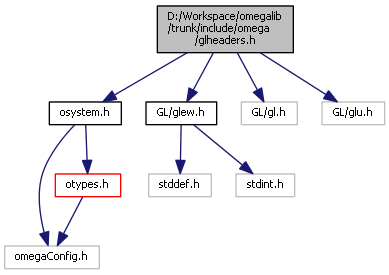 D:/Workspace/omegalib
/trunk/include/omega
/glheaders.h
osystem.h
GL/glew.h
GL/gl.h
GL/glu.h
otypes.h
stddef.h
stdint.h
omegaConfig.h